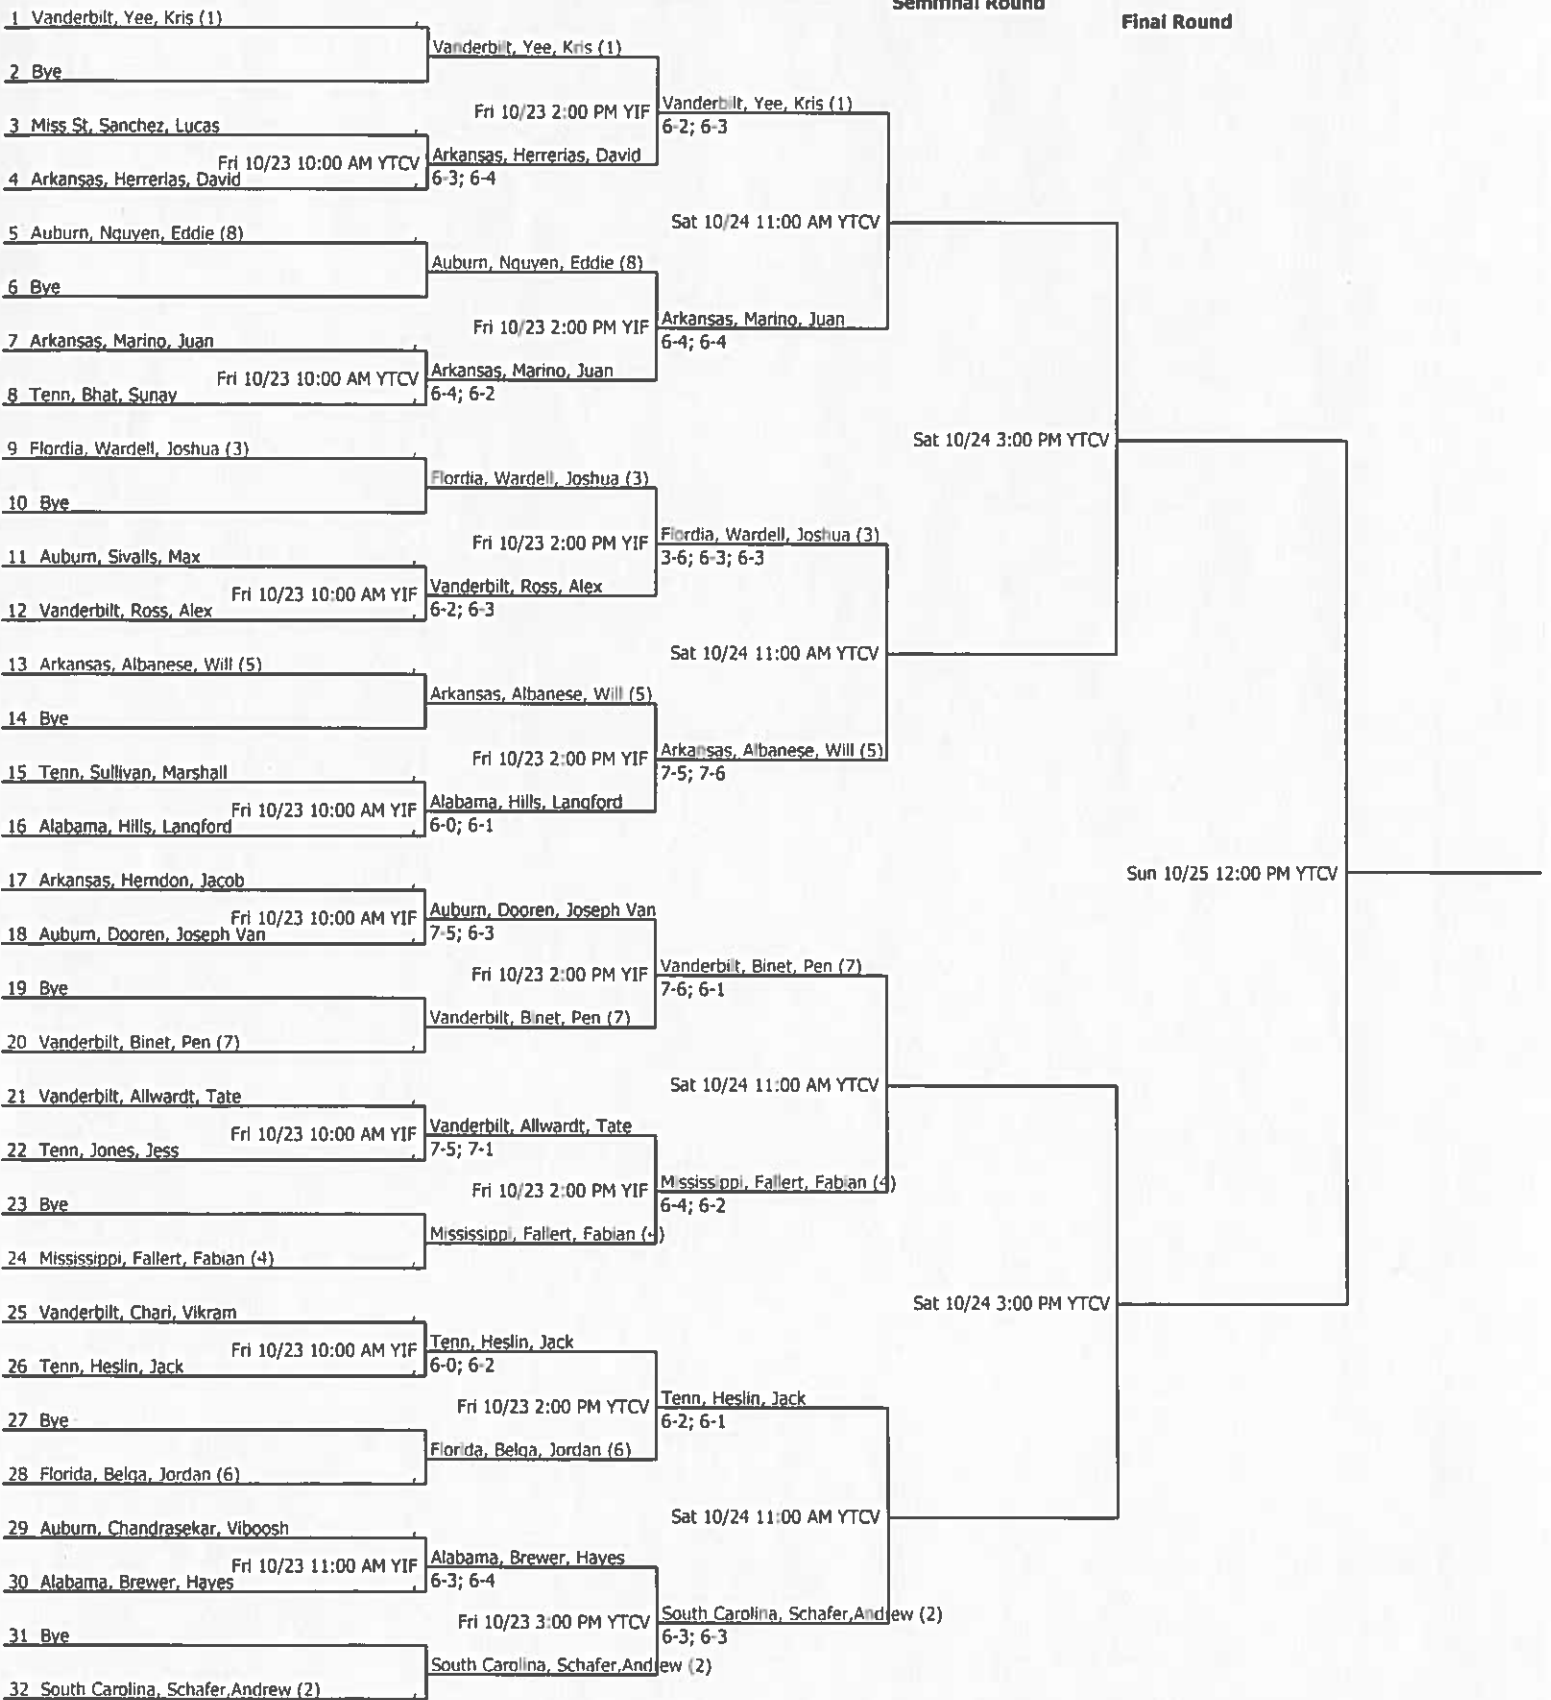 Semifinal Round
Final Round
1 Vanderbilt, Yee, Kris (1)
Vanderbilt, Yee, Kris (1)
2 Bye
Fri 10/23 2:00 PM YIF
Vanderbilt, Yee, Kris (1)
6-2; 6-3
3 Miss St, Sanchez, Lucas
Fri 10/23 10:00 AM YTCV
Arkansas, Herrerias, David
6-3; 6-4
4 Arkansas, Herrerias, David
Sat 10/24 11:00 AM YTCV
5 Auburn, Nguyen, Eddie (8)
Auburn, Nguyen, Eddie (8)
6 Bye
Fri 10/23 2:00 PM YIF
Arkansas, Marino, Juan
6-4; 6-4
7 Arkansas, Marino, Juan
Fri 10/23 10:00 AM YTCV
Arkansas, Marino, Juan
6-4; 6-2
8 Tenn, Bhat, Sunay
Sat 10/24 3:00 PM YTCV
9 Flordia, Wardell, Joshua (3)
Flordia, Wardell, Joshua (3)
10 Bye
Fri 10/23 2:00 PM YIF
Flordia, Wardell, Joshua (3)
3-6; 6-3; 6-3
11 Auburn, Sivalls, Max
Fri 10/23 10:00 AM YIF
Vanderbilt, Ross, Alex
6-2; 6-3
12 Vanderbilt, Ross, Alex
Sat 10/24 11:00 AM YTCV
13 Arkansas, Albanese, Will (5)
Arkansas, Albanese, Will (5)
14 Bye
Fri 10/23 2:00 PM YIF
Arkansas, Albanese, Will (5)
7-5; 7-6
15 Tenn, Sullivan, Marshall
Fri 10/23 10:00 AM YIF
Alabama, Hills, Langford
6-0; 6-1
16 Alabama, Hills, Langford
Sun 10/25 12:00 PM YTCV
17 Arkansas, Herndon, Jacob
Fri 10/23 10:00 AM YIF
Auburn, Dooren, Joseph Van
7-5; 6-3
18 Auburn, Dooren, Joseph Van
Fri 10/23 2:00 PM YIF
Vanderbilt, Binet, Pen (7)
7-6; 6-1
19 Bye
Vanderbilt, Binet, Pen (7)
20 Vanderbilt, Binet, Pen (7)
Sat 10/24 11:00 AM YTCV
21 Vanderbilt, Allwardt, Tate
Fri 10/23 10:00 AM YIF
Vanderbilt, Allwardt, Tate
7-5; 7-1
22 Tenn, Jones, Jess
Fri 10/23 2:00 PM YIF
Mississippi, Fallert, Fabian (4)
6-4; 6-2
23 Bye
Mississippi, Fallert, Fabian (4)
24 Mississippi, Fallert, Fabian (4)
Sat 10/24 3:00 PM YTCV
25 Vanderbilt, Chari, Vikram
Fri 10/23 10:00 AM YIF
Tenn, Heslin, Jack
6-0; 6-2
26 Tenn, Heslin, Jack
Fri 10/23 2:00 PM YTCV
Tenn, Heslin, Jack
6-2; 6-1
27 Bye
Florida, Belga, Jordan (6)
28 Florida, Belga, Jordan (6)
Sat 10/24 11:00 AM YTCV
29 Auburn, Chandrasekar, Viboosh
Fri 10/23 11:00 AM YIF
Alabama, Brewer, Hayes
6-3; 6-4
30 Alabama, Brewer, Hayes
Fri 10/23 3:00 PM YTCV
South Carolina, Schafer,Andrew (2)
6-3; 6-3
31 Bye
South Carolina, Schafer,Andrew (2)
32 South Carolina, Schafer,Andrew (2)